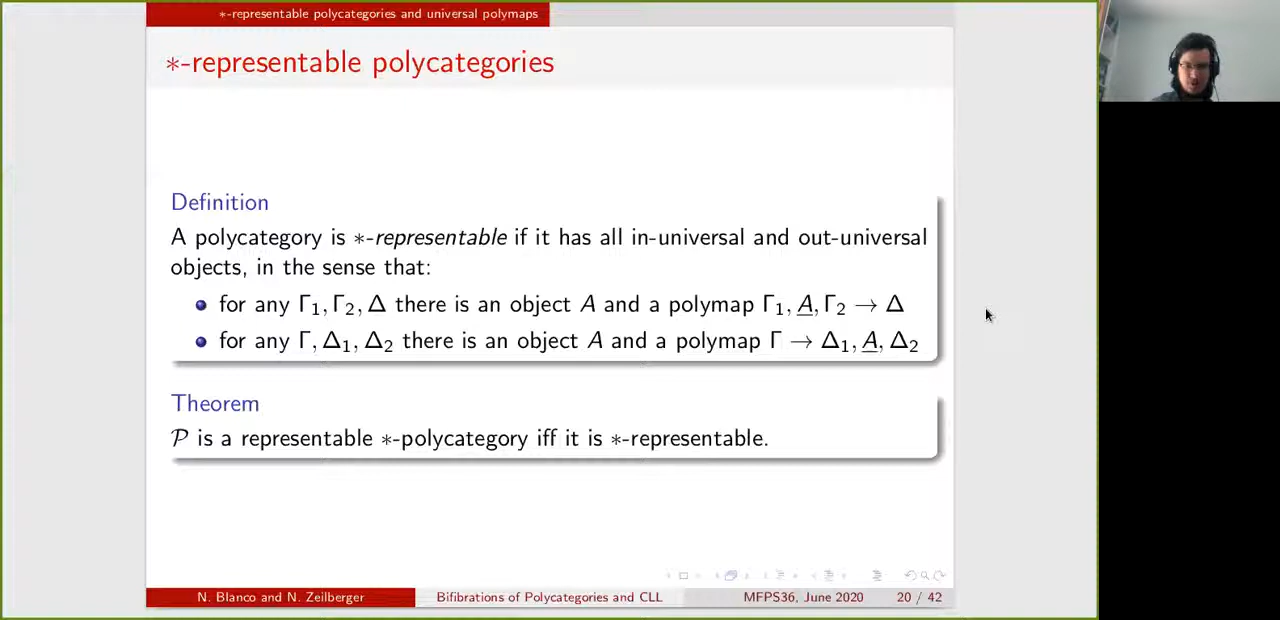 ∗-representable polycategories and universal polymaps
∗-representable polycategories
Definition
A polycategory is ∗-representable if it has all in-universal and out-universal
objects, in the sense that:
for any Γ₁, Γ₂, Δ there is an object A and a polymap Γ₁, A, Γ₂ → Δ
for any Γ, Δ₁, Δ₂ there is an object A and a polymap Γ → Δ₁, A, Δ₂
Theorem
𝒫 is a representable ∗-polycategory iff it is ∗-representable.
N. Blanco and N. Zeilberger
Bifibrations of Polycategories and CLL
MFPS36, June 2020
20 / 42